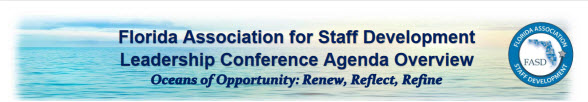 Florida Association for Staff Development
Leadership Conference Agenda Overview
Oceans of Opportunity: Renew, Reflect, Refine
FLORIDA ASSOCIATION
FASD
STAFF DEVELOPMENT